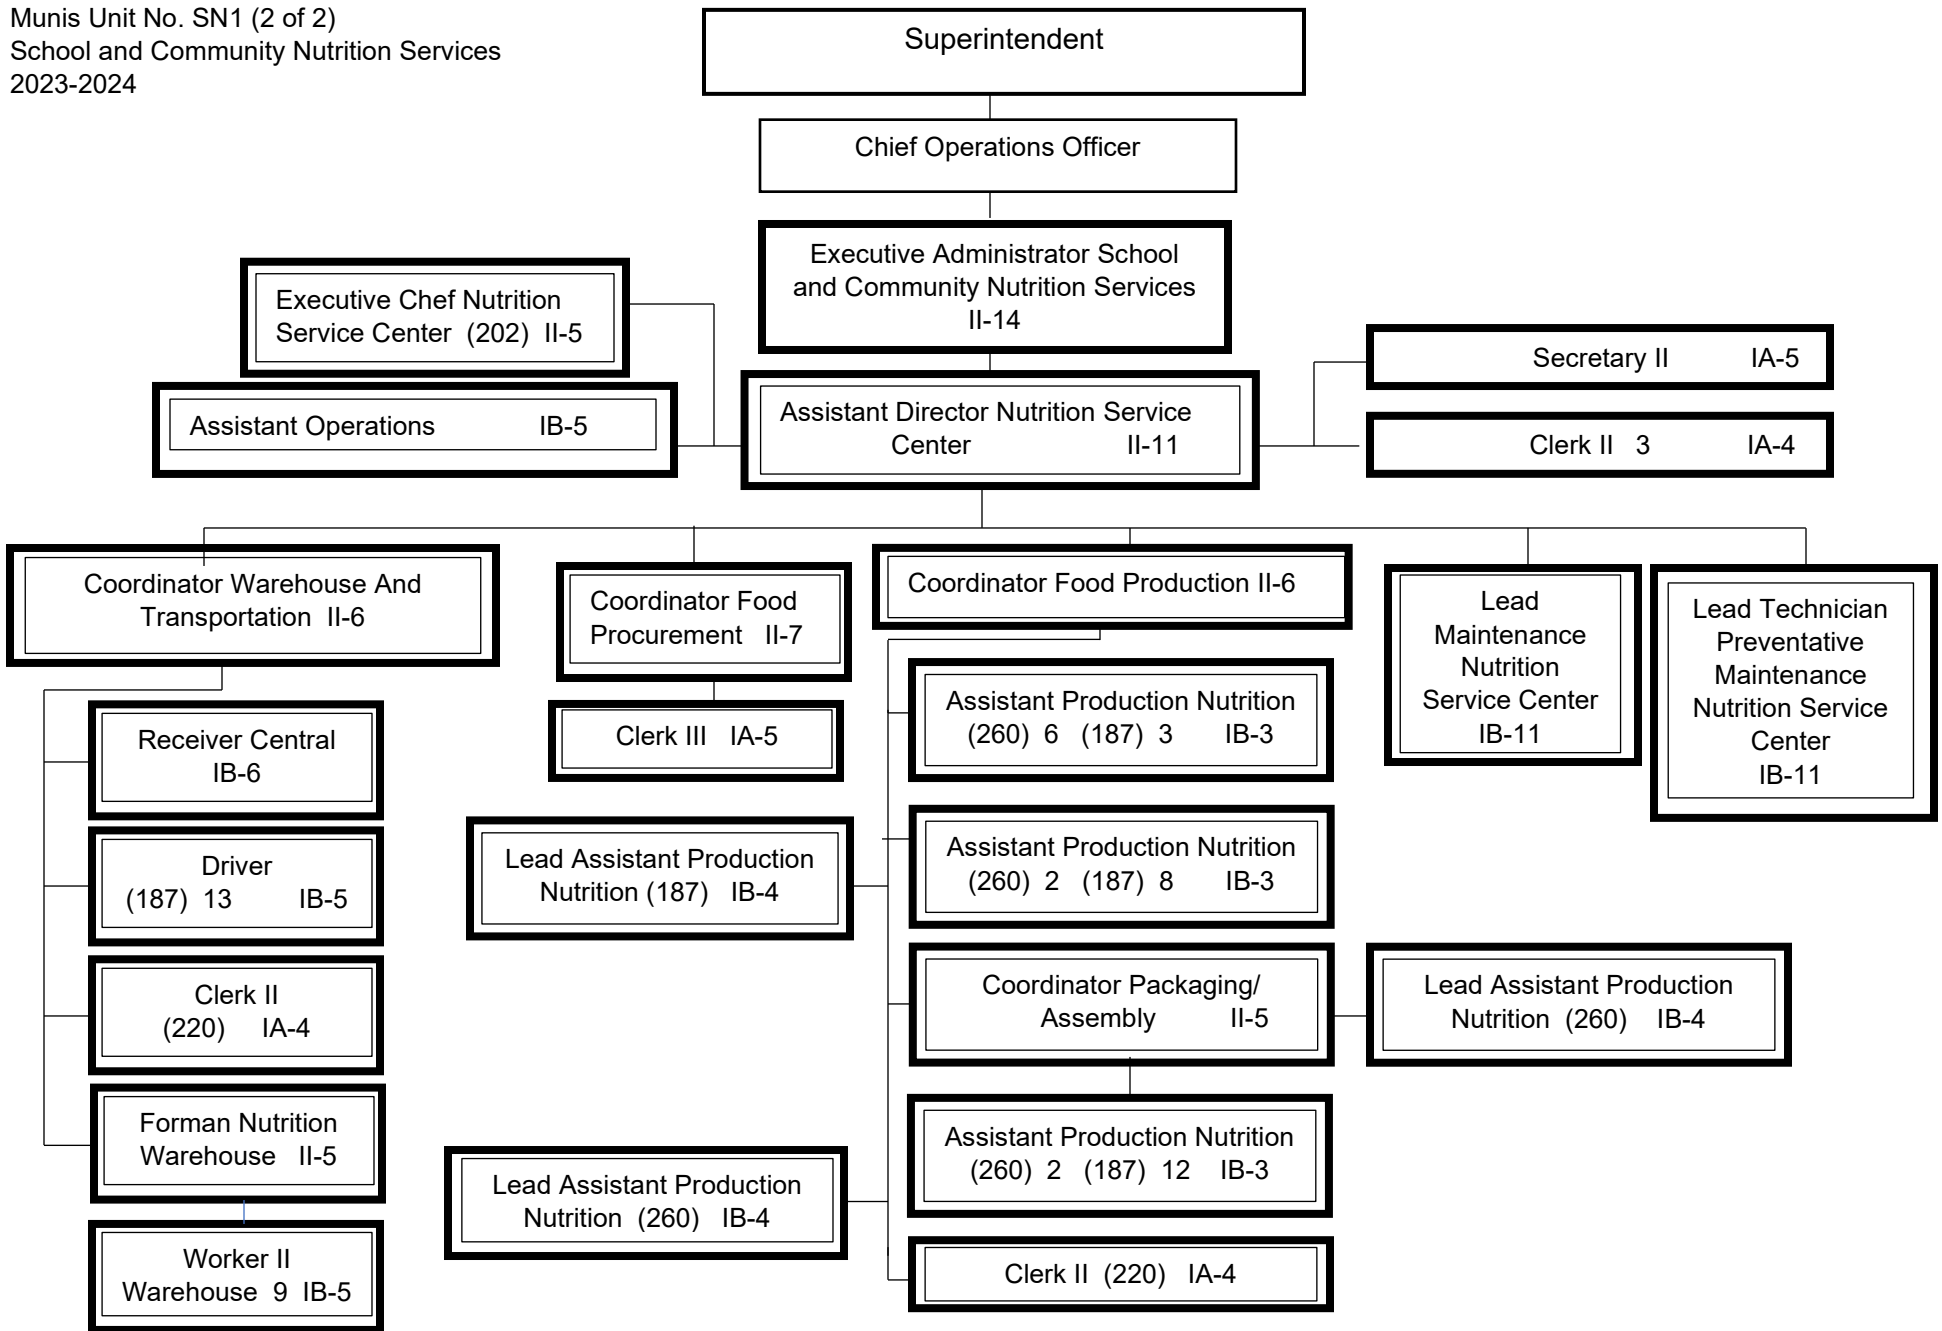 Munis Unit No. SN1 (2 of 2)
School and Community Nutrition Services
2023-2024
Superintendent
Chief Operations Officer
Executive Administrator School
and Community Nutrition Services
II-14
Executive Chef Nutrition
Service Center (202) II-5
Assistant Operations IB-5
Assistant Director Nutrition Service
Center II-11
Secretary II IA-5
Clerk II 3 IA-4
Coordinator Warehouse And
Transportation II-6
Receiver Central
IB-6
Driver
(187) 13 IB-5
Clerk II
(220) IA-4
Forman Nutrition
Warehouse II-5
Worker II
Warehouse 9 IB-5
Coordinator Food
Procurement II-7
Clerk III IA-5
Coordinator Food Production II-6
Assistant Production Nutrition
(260) 6 (187) 3 IB-3
Lead Assistant Production
Nutrition (187) IB-4
Assistant Production Nutrition
(260) 2 (187) 8 IB-3
Coordinator Packaging/
Assembly II-5
Lead Assistant Production
Nutrition (260) IB-4
Assistant Production Nutrition
(260) 2 (187) 12 IB-3
Lead Assistant Production
Nutrition (260) IB-4
Clerk II (220) IA-4
Lead
Maintenance
Nutrition
Service Center
IB-11
Lead Technician
Preventative
Maintenance
Nutrition Service
Center
IB-11